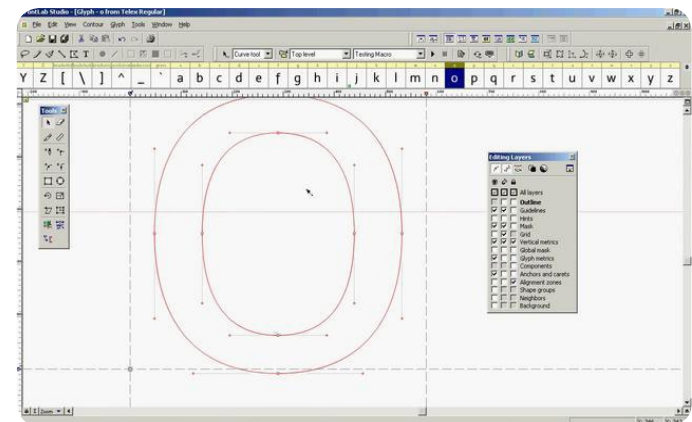 ontLab Studio - [Glyph - o from Telex Regular]
File Edit View Contour Glyph Tools Window Help
Curve tool Top level Testing Macro
Y Z [ \ ] ^ _ ` a b c d e f g h i j k l m n o p q r s t u v w x y z
Tools
Editing Layers
All layers
Outline
Guidelines
Hints
Mask
Grid
Vertical metrics
Global mask
Glyph metrics
Components
Anchors and carets
Alignment zones
Shape groups
Neighbors
Background
Zoom